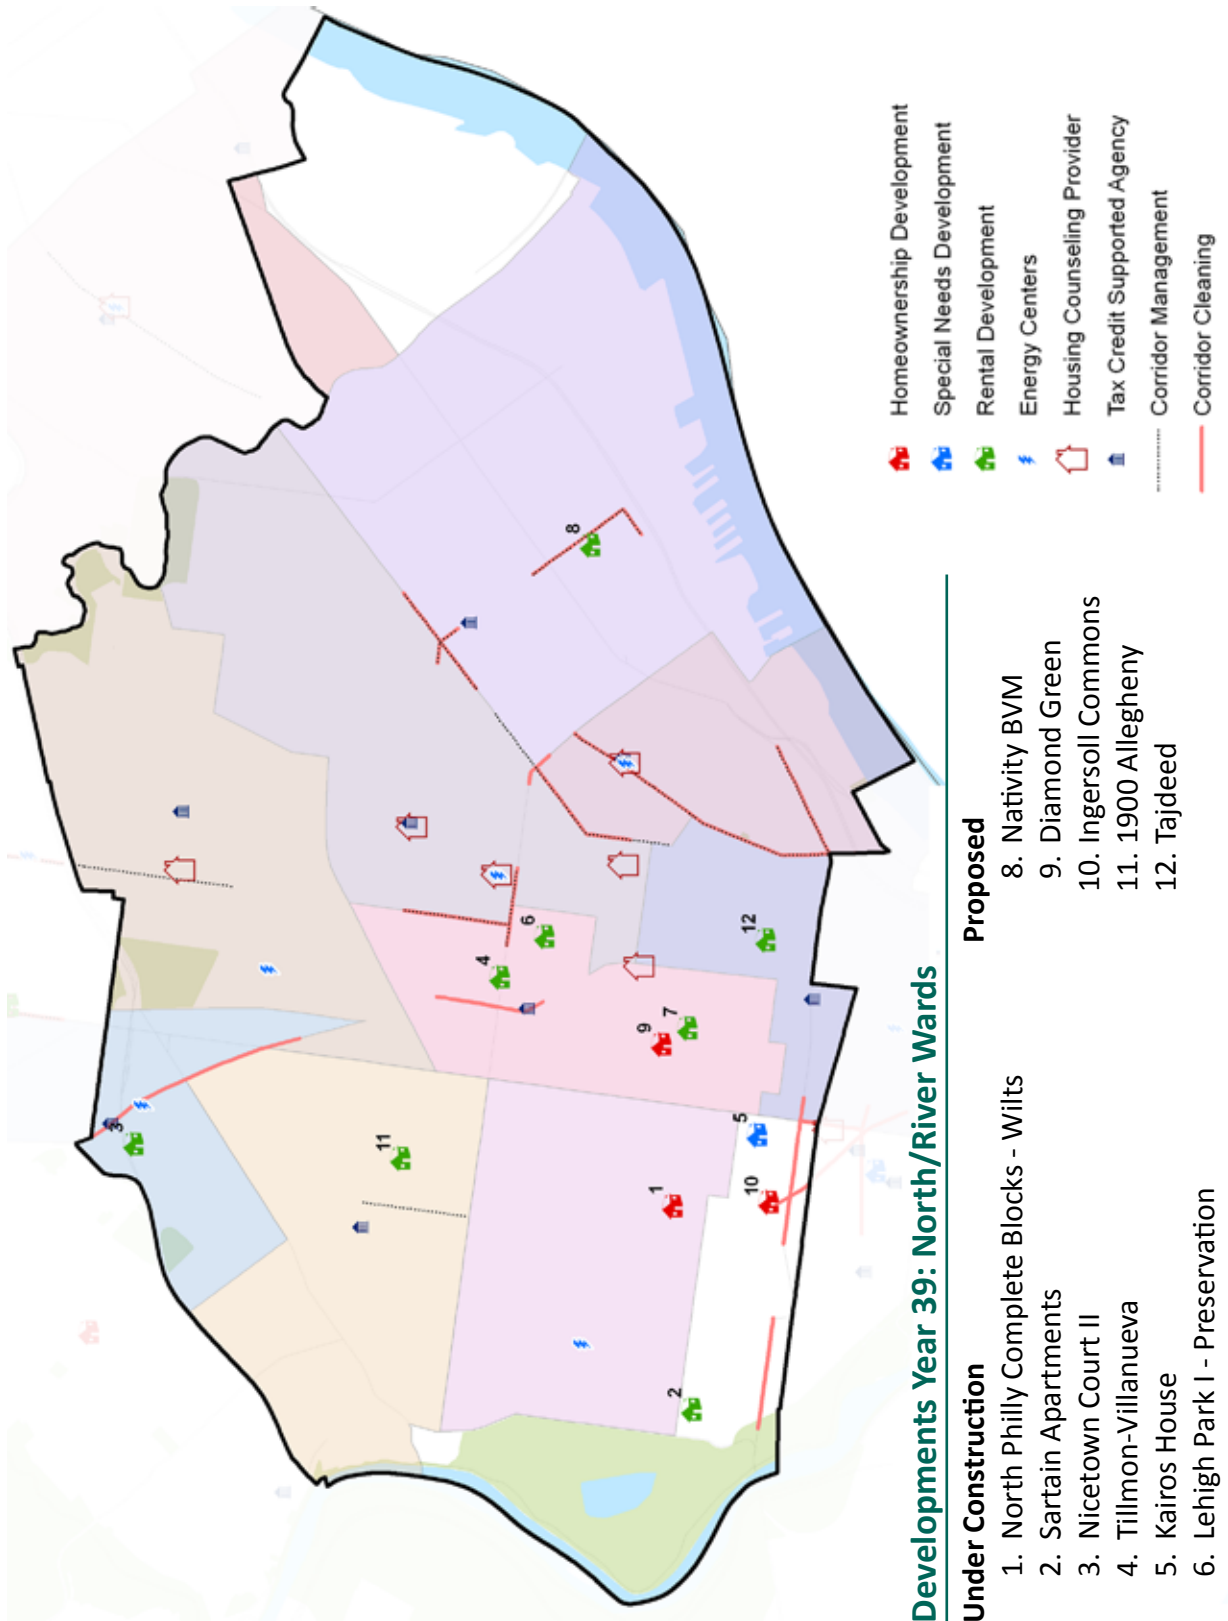 3
11
4
6
8
9
7
12
1
5
10
2
Homeownership Development
Special Needs Development
Rental Development
Energy Centers
Housing Counseling Provider
Tax Credit Supported Agency
Corridor Management
Corridor Cleaning
Developments Year 39: North/River Wards
Under Construction
1. North Philly Complete Blocks - Wilts
2. Sartain Apartments
3. Nicetown Court II
4. Tillmon-Villanueva
5. Kairos House
6. Lehigh Park I - Preservation
Proposed
8. Nativity BVM
9. Diamond Green
10. Ingersoll Commons
11. 1900 Allegheny
12. Tajdeed